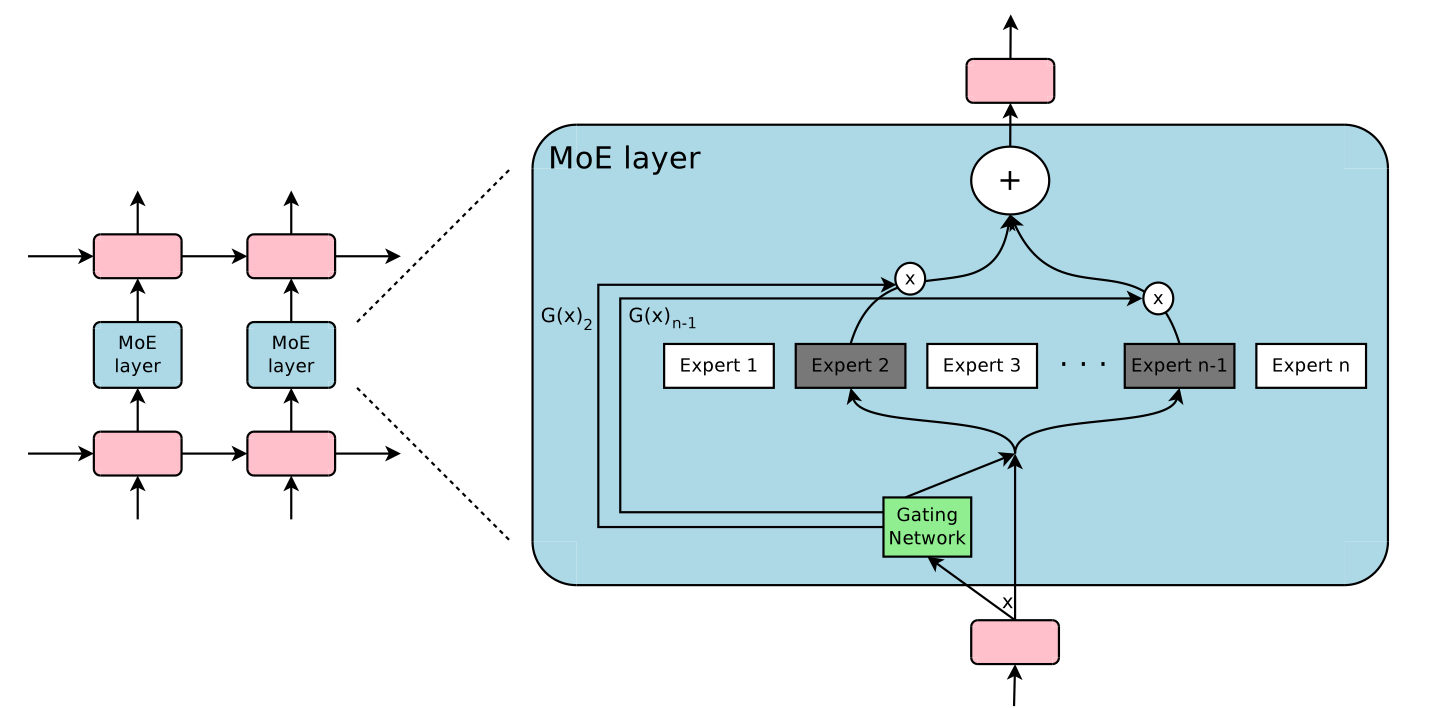 MoE
layer
MoE
layer
MoE layer
+
x
x
G(x)2
G(x)n-1
Expert 1
Expert 2
Expert 3
. . .
Expert n-1
Expert n
Gating
Network
x